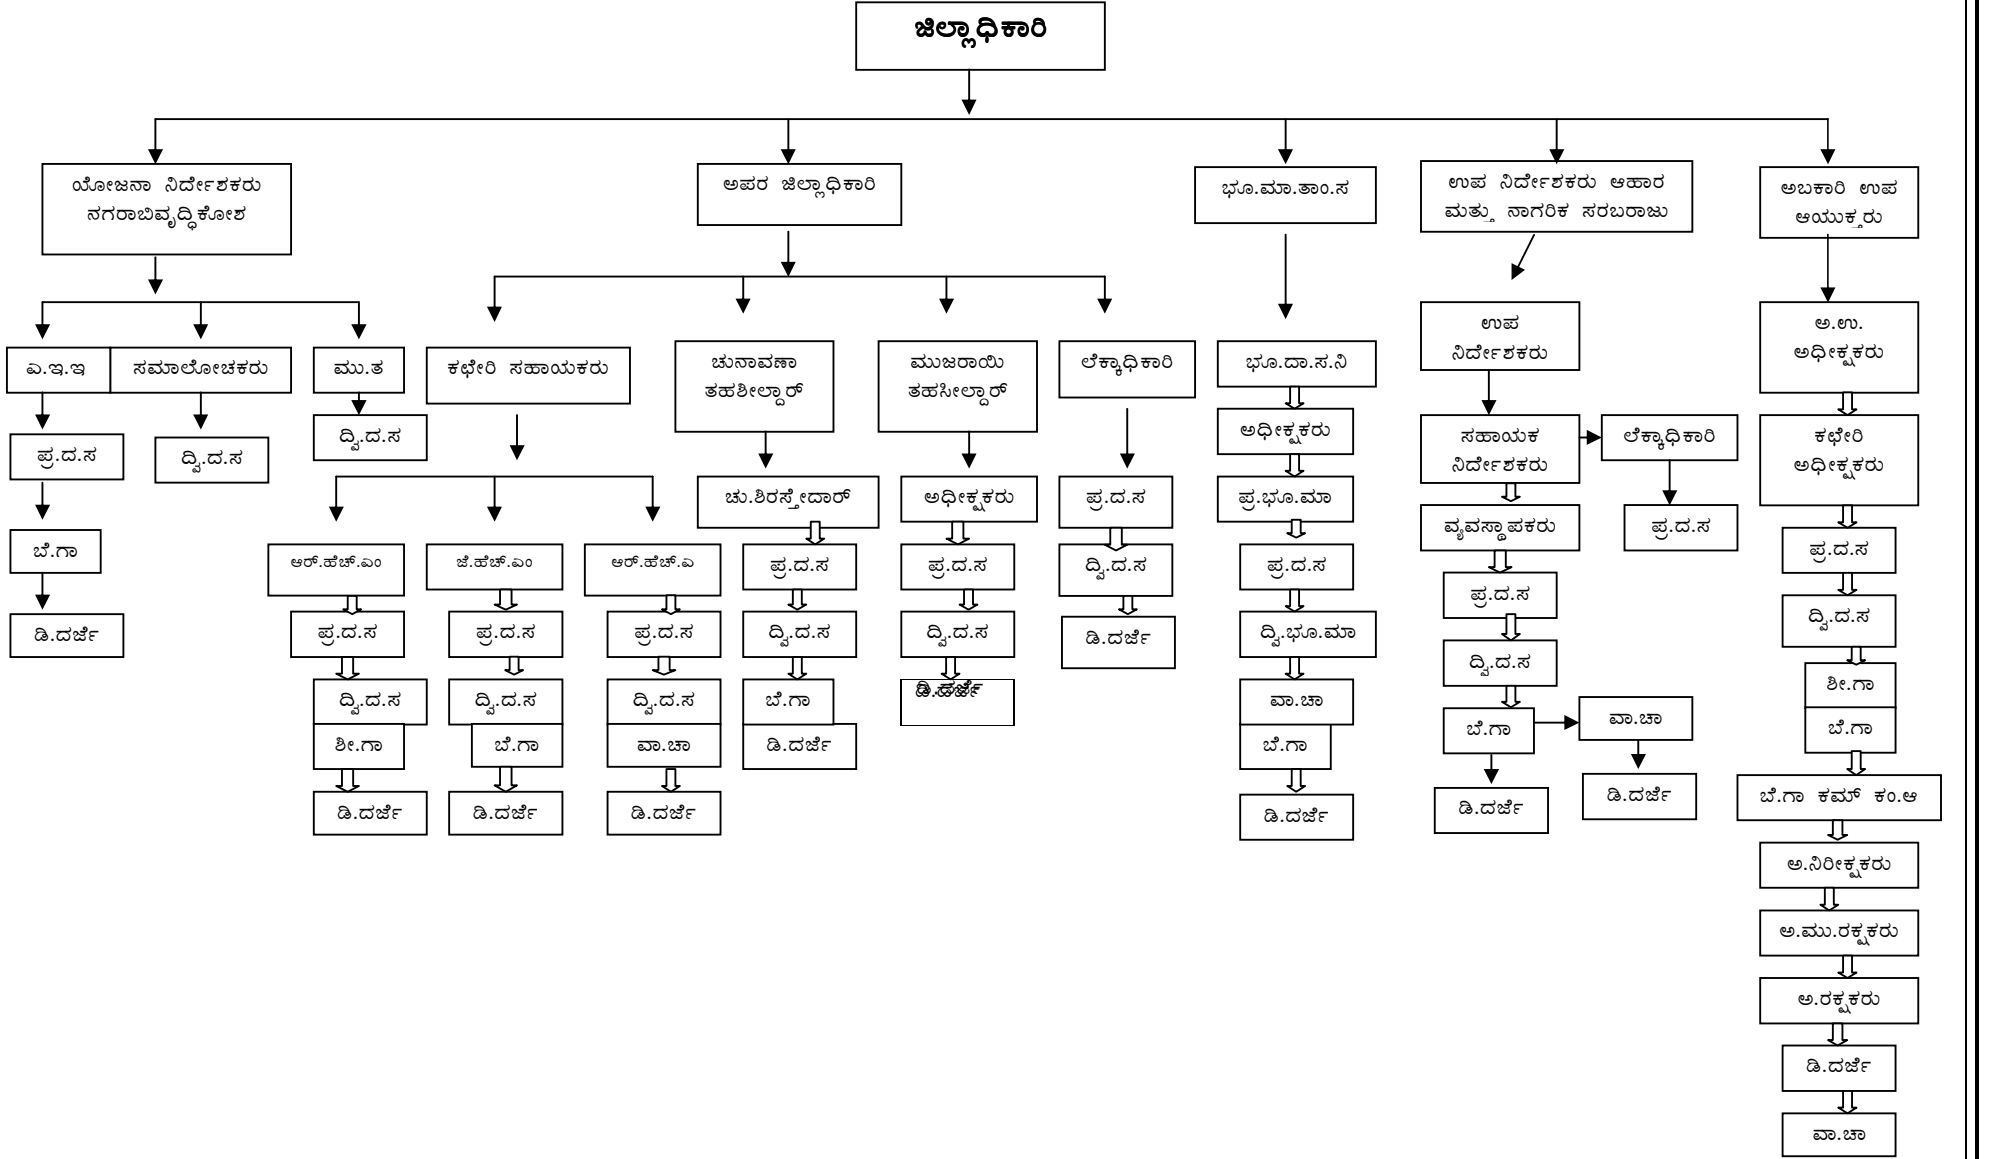 ಜಿಲ್ಲಾಧಿಕಾರಿ
ಯೋಜನಾ ನಿರ್ದೇಶಕರು
ನಗರಾಬಿವೃದ್ಧಿಕೋಶ
ಅಪರ ಜಿಲ್ಲಾಧಿಕಾರಿ
ಭೂ.ಮಾ.ತಾಂ.ಸ
ಉಪ ನಿರ್ದೇಶಕರು ಆಹಾರ
ಮತ್ತು ನಾಗರಿಕ ಸರಬರಾಜು
ಅಬಕಾರಿ ಉಪ
ಆಯುಕ್ತರು
ಎ.ಇ.ಇ
ಸಮಾಲೋಚಕರು
ಮು.ತ
ಪ್ರ.ದ.ಸ
ದ್ವಿ.ದ.ಸ
ದ್ವಿ.ದ.ಸ
ಬೆ.ಗಾ
ಡಿ.ದರ್ಜೆ
ಕಛೇರಿ ಸಹಾಯಕರು
ಆರ್.ಹೆಚ್.ಎಂ
ಪ್ರ.ದ.ಸ
ದ್ವಿ.ದ.ಸ
ಶೀ.ಗಾ
ಡಿ.ದರ್ಜೆ
ಜೆ.ಹೆಚ್.ಎಂ
ಪ್ರ.ದ.ಸ
ದ್ವಿ.ದ.ಸ
ಬೆ.ಗಾ
ಡಿ.ದರ್ಜೆ
ಆರ್.ಹೆಚ್.ಎ
ಪ್ರ.ದ.ಸ
ದ್ವಿ.ದ.ಸ
ವಾ.ಚಾ
ಡಿ.ದರ್ಜೆ
ಚುನಾವಣಾ
ತಹಶೀಲ್ದಾರ್
ಚು.ಶಿರಸ್ತೇದಾರ್
ಪ್ರ.ದ.ಸ
ದ್ವಿ.ದ.ಸ
ಬೆ.ಗಾ
ಡಿ.ದರ್ಜೆ
ಮುಜರಾಯಿ
ತಹಸೀಲ್ದಾರ್
ಅಧೀಕ್ಷಕರು
ಪ್ರ.ದ.ಸ
ದ್ವಿ.ದ.ಸ
ಡಿ.ದರ್ಜೆ
ಲೆಕ್ಕಾಧಿಕಾರಿ
ಪ್ರ.ದ.ಸ
ದ್ವಿ.ದ.ಸ
ಡಿ.ದರ್ಜೆ
ಭೂ.ದಾ.ಸ.ನಿ
ಅಧೀಕ್ಷಕರು
ಪ್ರ.ಭೂ.ಮಾ
ಪ್ರ.ದ.ಸ
ದ್ವಿ.ಭೂ.ಮಾ
ವಾ.ಚಾ
ಬೆ.ಗಾ
ಡಿ.ದರ್ಜೆ
ಉಪ
ನಿರ್ದೇಶಕರು
ಸಹಾಯಕ
ನಿರ್ದೇಶಕರು
ಲೆಕ್ಕಾಧಿಕಾರಿ
ವ್ಯವಸ್ಥಾಪಕರು
ಪ್ರ.ದ.ಸ
ಪ್ರ.ದ.ಸ
ದ್ವಿ.ದ.ಸ
ಬೆ.ಗಾ
ವಾ.ಚಾ
ಡಿ.ದರ್ಜೆ
ಡಿ.ದರ್ಜೆ
ಅ.ಉ.
ಅಧೀಕ್ಷಕರು
ಕಛೇರಿ
ಅಧೀಕ್ಷಕರು
ಪ್ರ.ದ.ಸ
ದ್ವಿ.ದ.ಸ
ಶೀ.ಗಾ
ಬೆ.ಗಾ
ಬೆ.ಗಾ ಕಮ್ ಕಂ.ಆ
ಅ.ನಿರೀಕ್ಷಕರು
ಅ.ಮು.ರಕ್ಷಕರು
ಅ.ರಕ್ಷಕರು
ಡಿ.ದರ್ಜೆ
ವಾ.ಚಾ